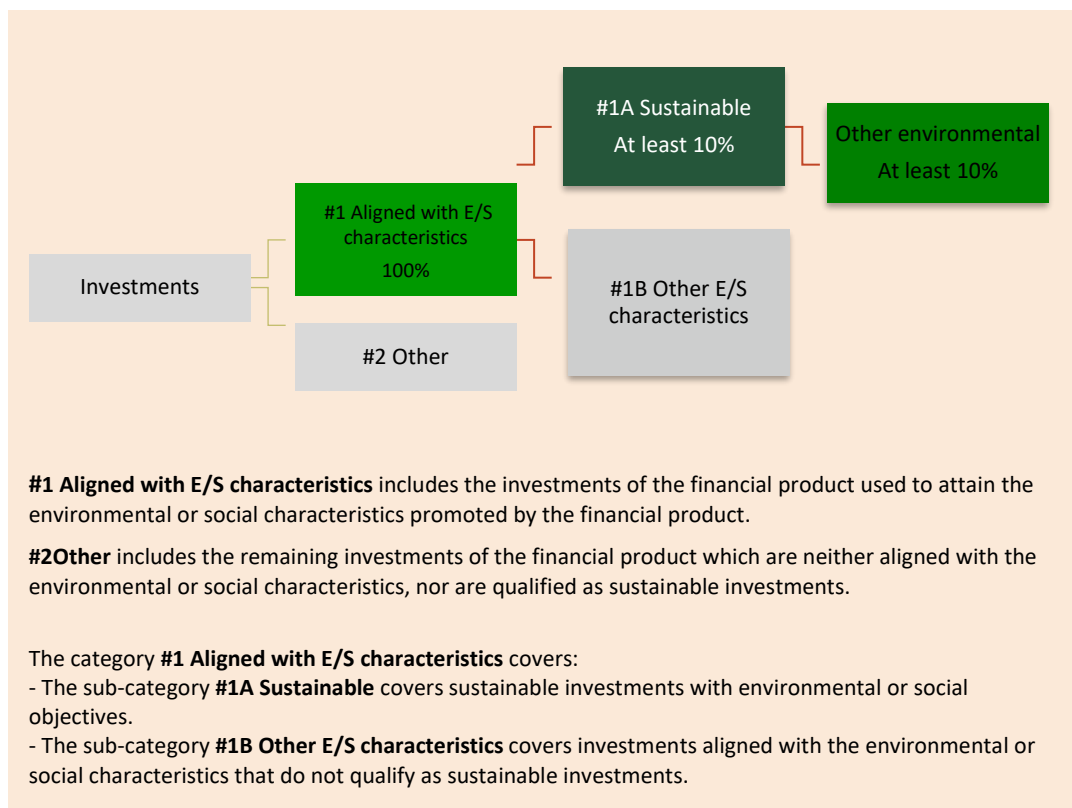 #1A Sustainable
At least 10%
Other environmental
At least 10%
#1 Aligned with E/S
characteristics
100%
Investments
#1B Other E/S
characteristics
#2 Other
#1 Aligned with E/S characteristics includes the investments of the financial product used to attain the
environmental or social characteristics promoted by the financial product.
#2Other includes the remaining investments of the financial product which are neither aligned with the
environmental or social characteristics, nor are qualified as sustainable investments.
The category #1 Aligned with E/S characteristics covers:
- The sub-category #1A Sustainable covers sustainable investments with environmental or social
objectives.
- The sub-category #1B Other E/S characteristics covers investments aligned with the environmental or
social characteristics that do not qualify as sustainable investments.